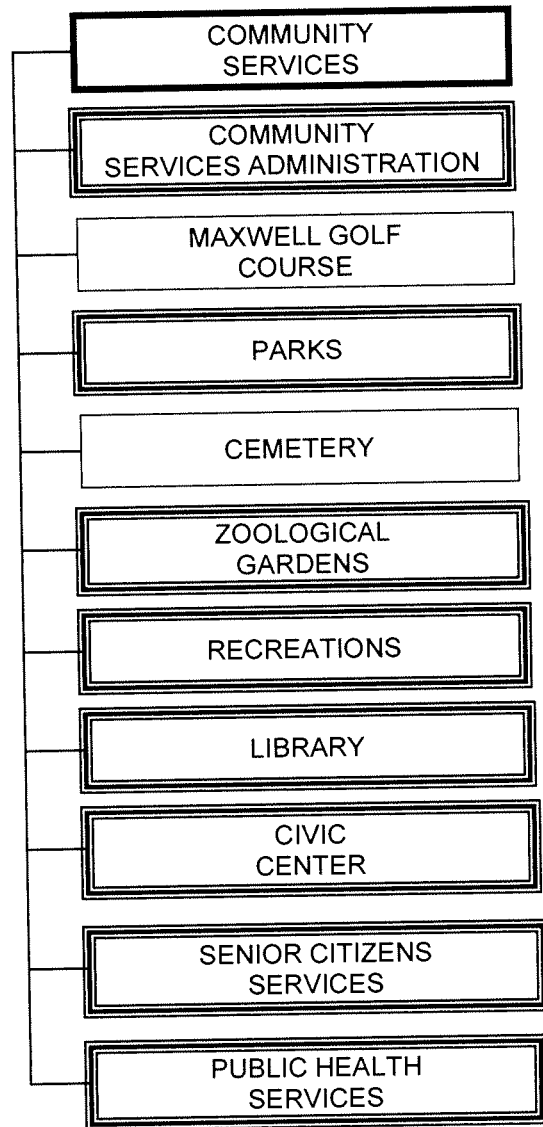 COMMUNITY
SERVICES
COMMUNITY
SERVICES ADMINISTRATION
MAXWELL GOLF
COURSE
PARKS
CEMETERY
ZOOLOGICAL
GARDENS
RECREATIONS
LIBRARY
CIVIC
CENTER
SENIOR CITIZENS
SERVICES
PUBLIC HEALTH
SERVICES